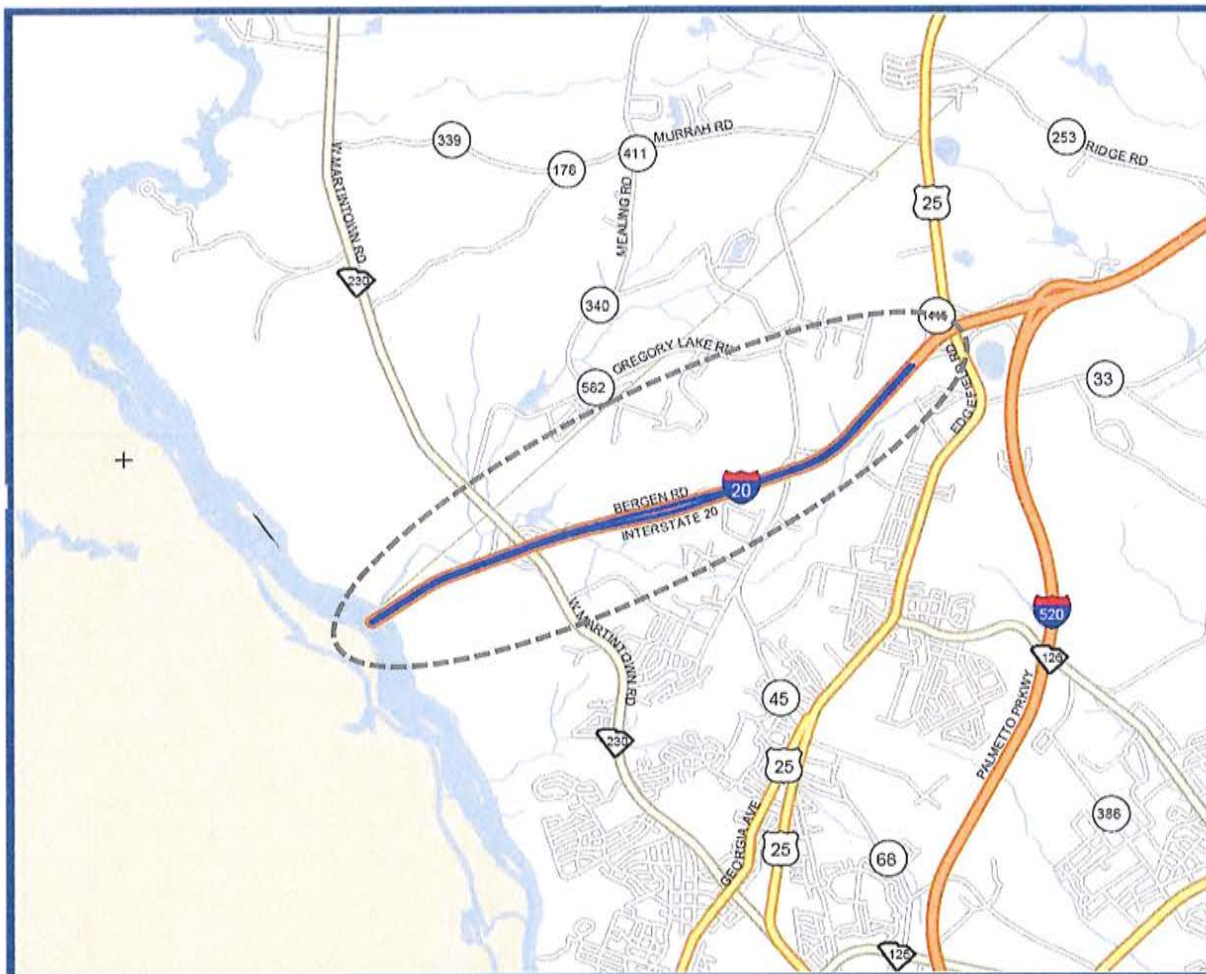 339
178
411
MURRAH RD
253
RIDGE RD
W. MARTINTOWN RD
MEALING RD
25
230
340
GREGORY LAKE RD
EDGEFIELD RD
582
33
BERGEN RD
20
INTERSTATE 20
W. MARTINTOWN RD
520
126
45
230
25
PALMETTO PRKWY
GEORGIA AVE
25
386
68
125